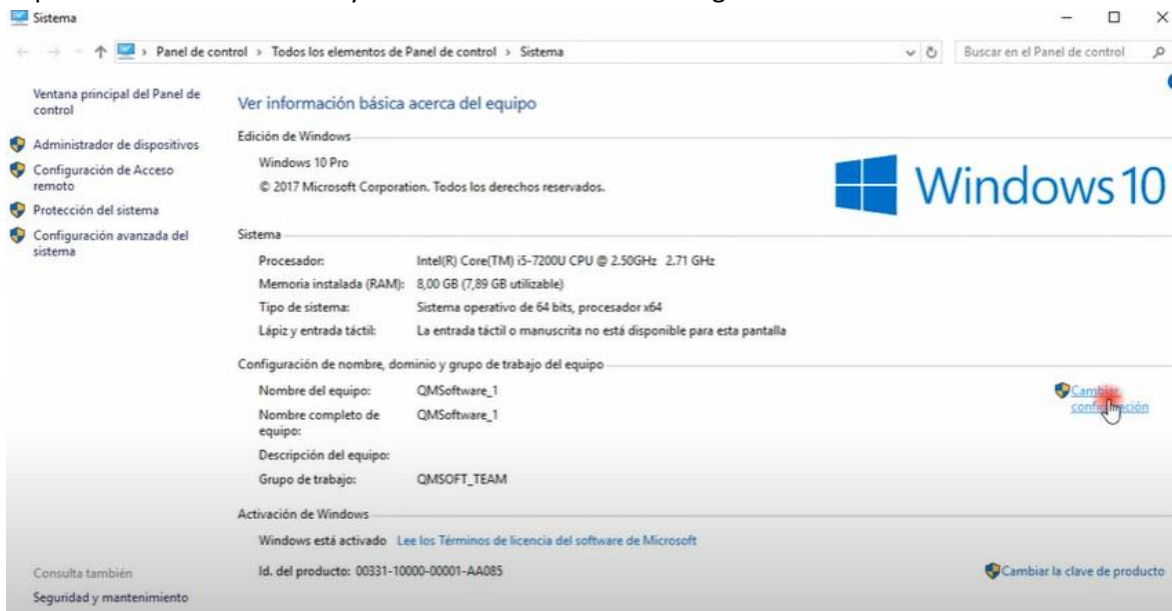 Sistema
Panel de control > Todos los elementos de Panel de control > Sistema
Buscar en el Panel de control
Ventana principal del Panel de
control
Administrador de dispositivos
Configuración de Acceso
remoto
Protección del sistema
Configuración avanzada del
sistema
Ver información básica acerca del equipo
Edición de Windows
Windows 10 Pro
© 2017 Microsoft Corporation. Todos los derechos reservados.
Windows 10
Sistema
Procesador: Intel(R) Core(TM) i5-7200U CPU @ 2.50GHz 2.71 GHz
Memoria instalada (RAM): 8,00 GB (7,89 GB utilizable)
Tipo de sistema: Sistema operativo de 64 bits, procesador x64
Lápiz y entrada táctil: La entrada táctil o manuscrita no está disponible para esta pantalla
Configuración de nombre, dominio y grupo de trabajo del equipo
Nombre del equipo: QMSoftware_1
Nombre completo de QMSoftware_1
equipo:
Descripción del equipo:
Grupo de trabajo: QMSOFT_TEAM
Cambiar
configuración
Activación de Windows
Windows está activado Lee los Términos de licencia del software de Microsoft
Id. del producto: 00331-10000-00001-AA085
Cambiar la clave de producto
Consulta también
Seguridad y mantenimiento